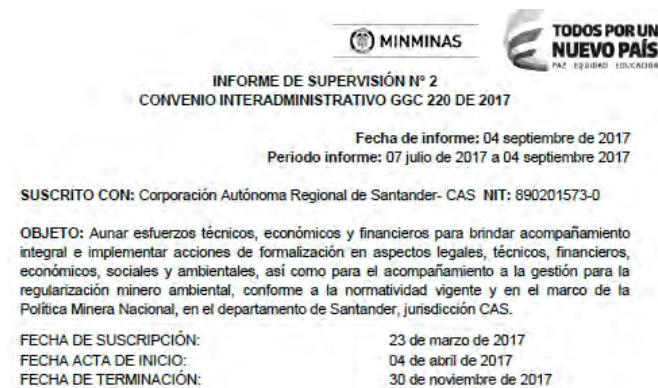 MINMINAS
TODOS POR UN
NUEVO PAÍS
PAZ EQUIDAD EDUCACIÓN
INFORME DE SUPERVISIÓN Nº 2
CONVENIO INTERADMINISTRATIVO GGC 220 DE 2017
Fecha de informe: 04 septiembre de 2017
Periodo informe: 07 julio de 2017 a 04 septiembre 2017
SUSCRITO CON: Corporación Autónoma Regional de Santander- CAS NIT: 890201573-0
OBJETO: Aunar esfuerzos técnicos, económicos y financieros para brindar acompañamiento
integral e implementar acciones de formalización en aspectos legales, técnicos, financieros,
económicos, sociales y ambientales, así como para el acompañamiento a la gestión para la
regularización minero ambiental, conforme a la normatividad vigente y en el marco de la
Política Minera Nacional, en el departamento de Santander, jurisdicción CAS.
FECHA DE SUSCRIPCIÓN: 23 de marzo de 2017
FECHA ACTA DE INICIO: 04 de abril de 2017
FECHA DE TERMINACIÓN: 30 de noviembre de 2017